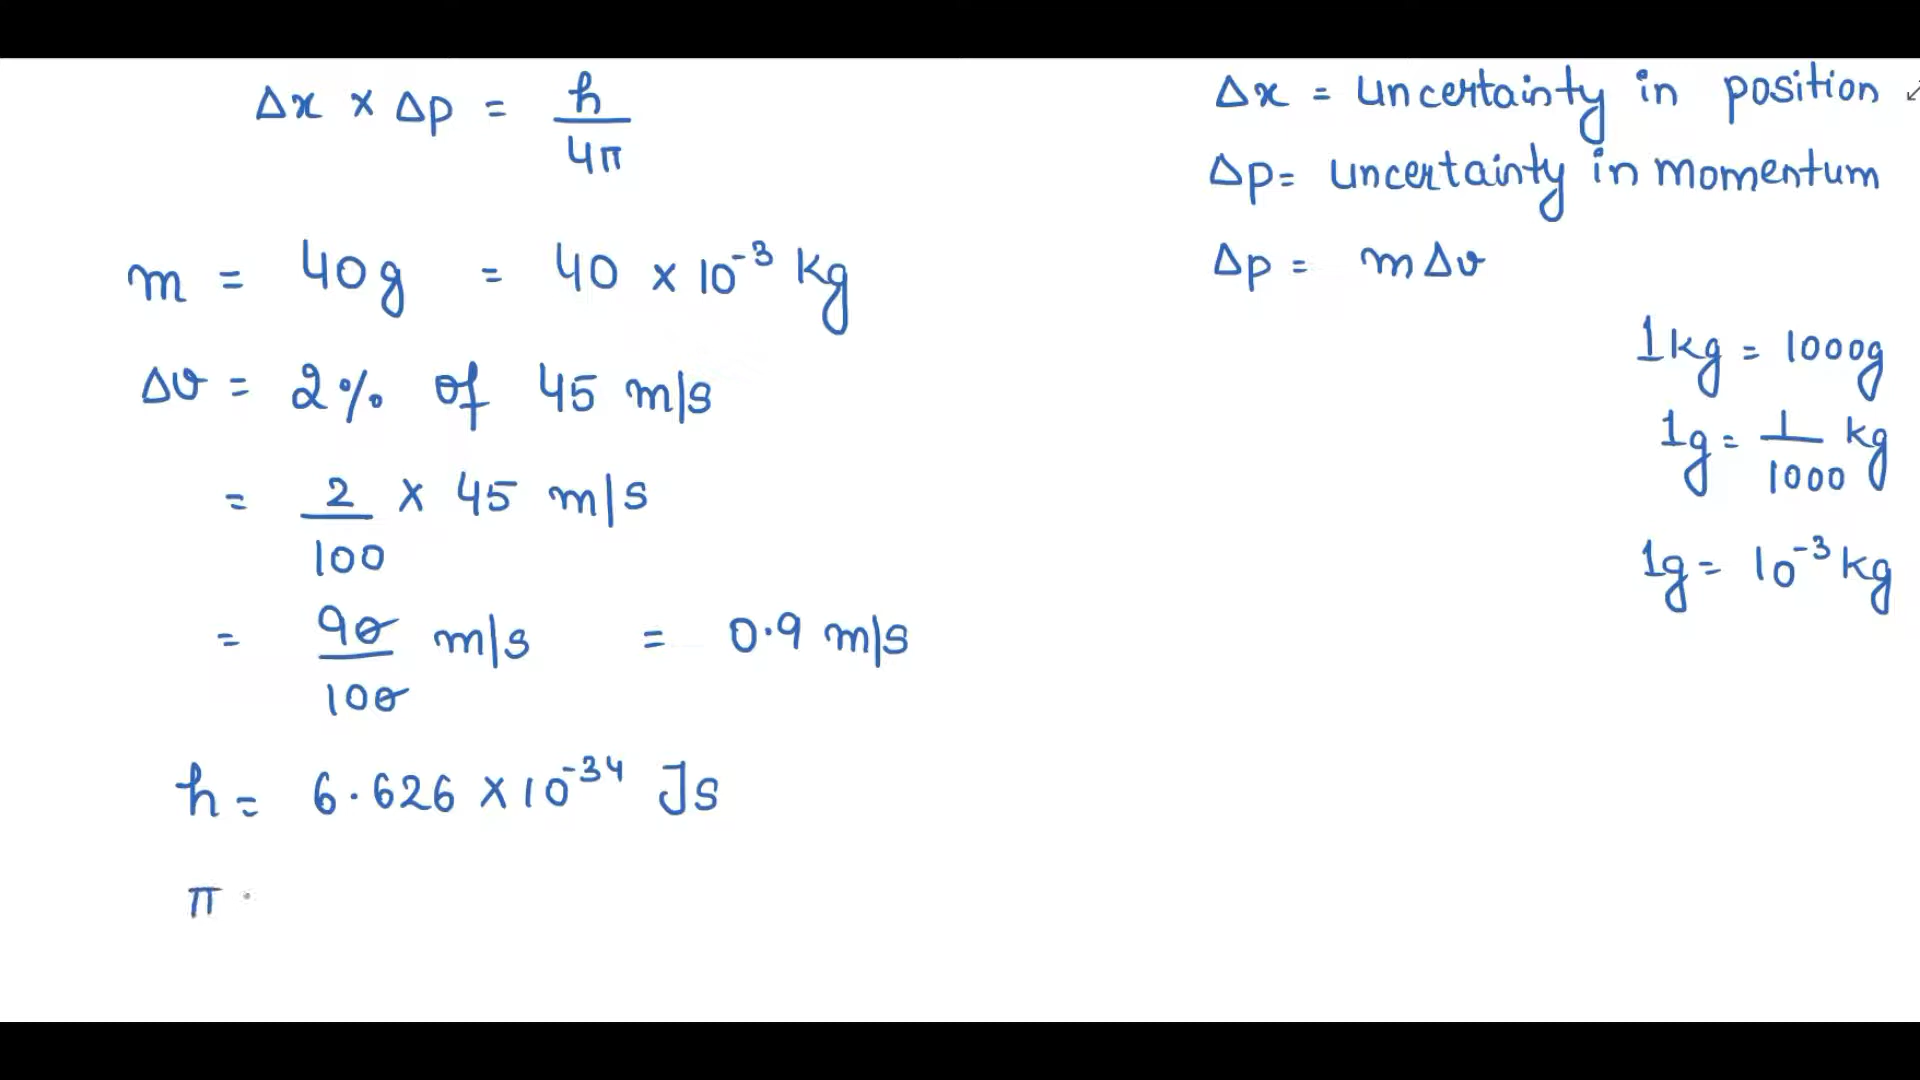 Δx × Δp = h/4π
m = 40g = 40 × 10⁻³ kg
Δv = 2% of 45 m/s
= 2/100 × 45 m/s
= 90/100 m/s = 0.9 m/s
h = 6.626 × 10⁻³⁴ Js
π
Δx = uncertainty in position
Δp = uncertainty in momentum
Δp = mΔv
1kg = 1000g
1g = 1/1000 kg
1g = 10⁻³ kg